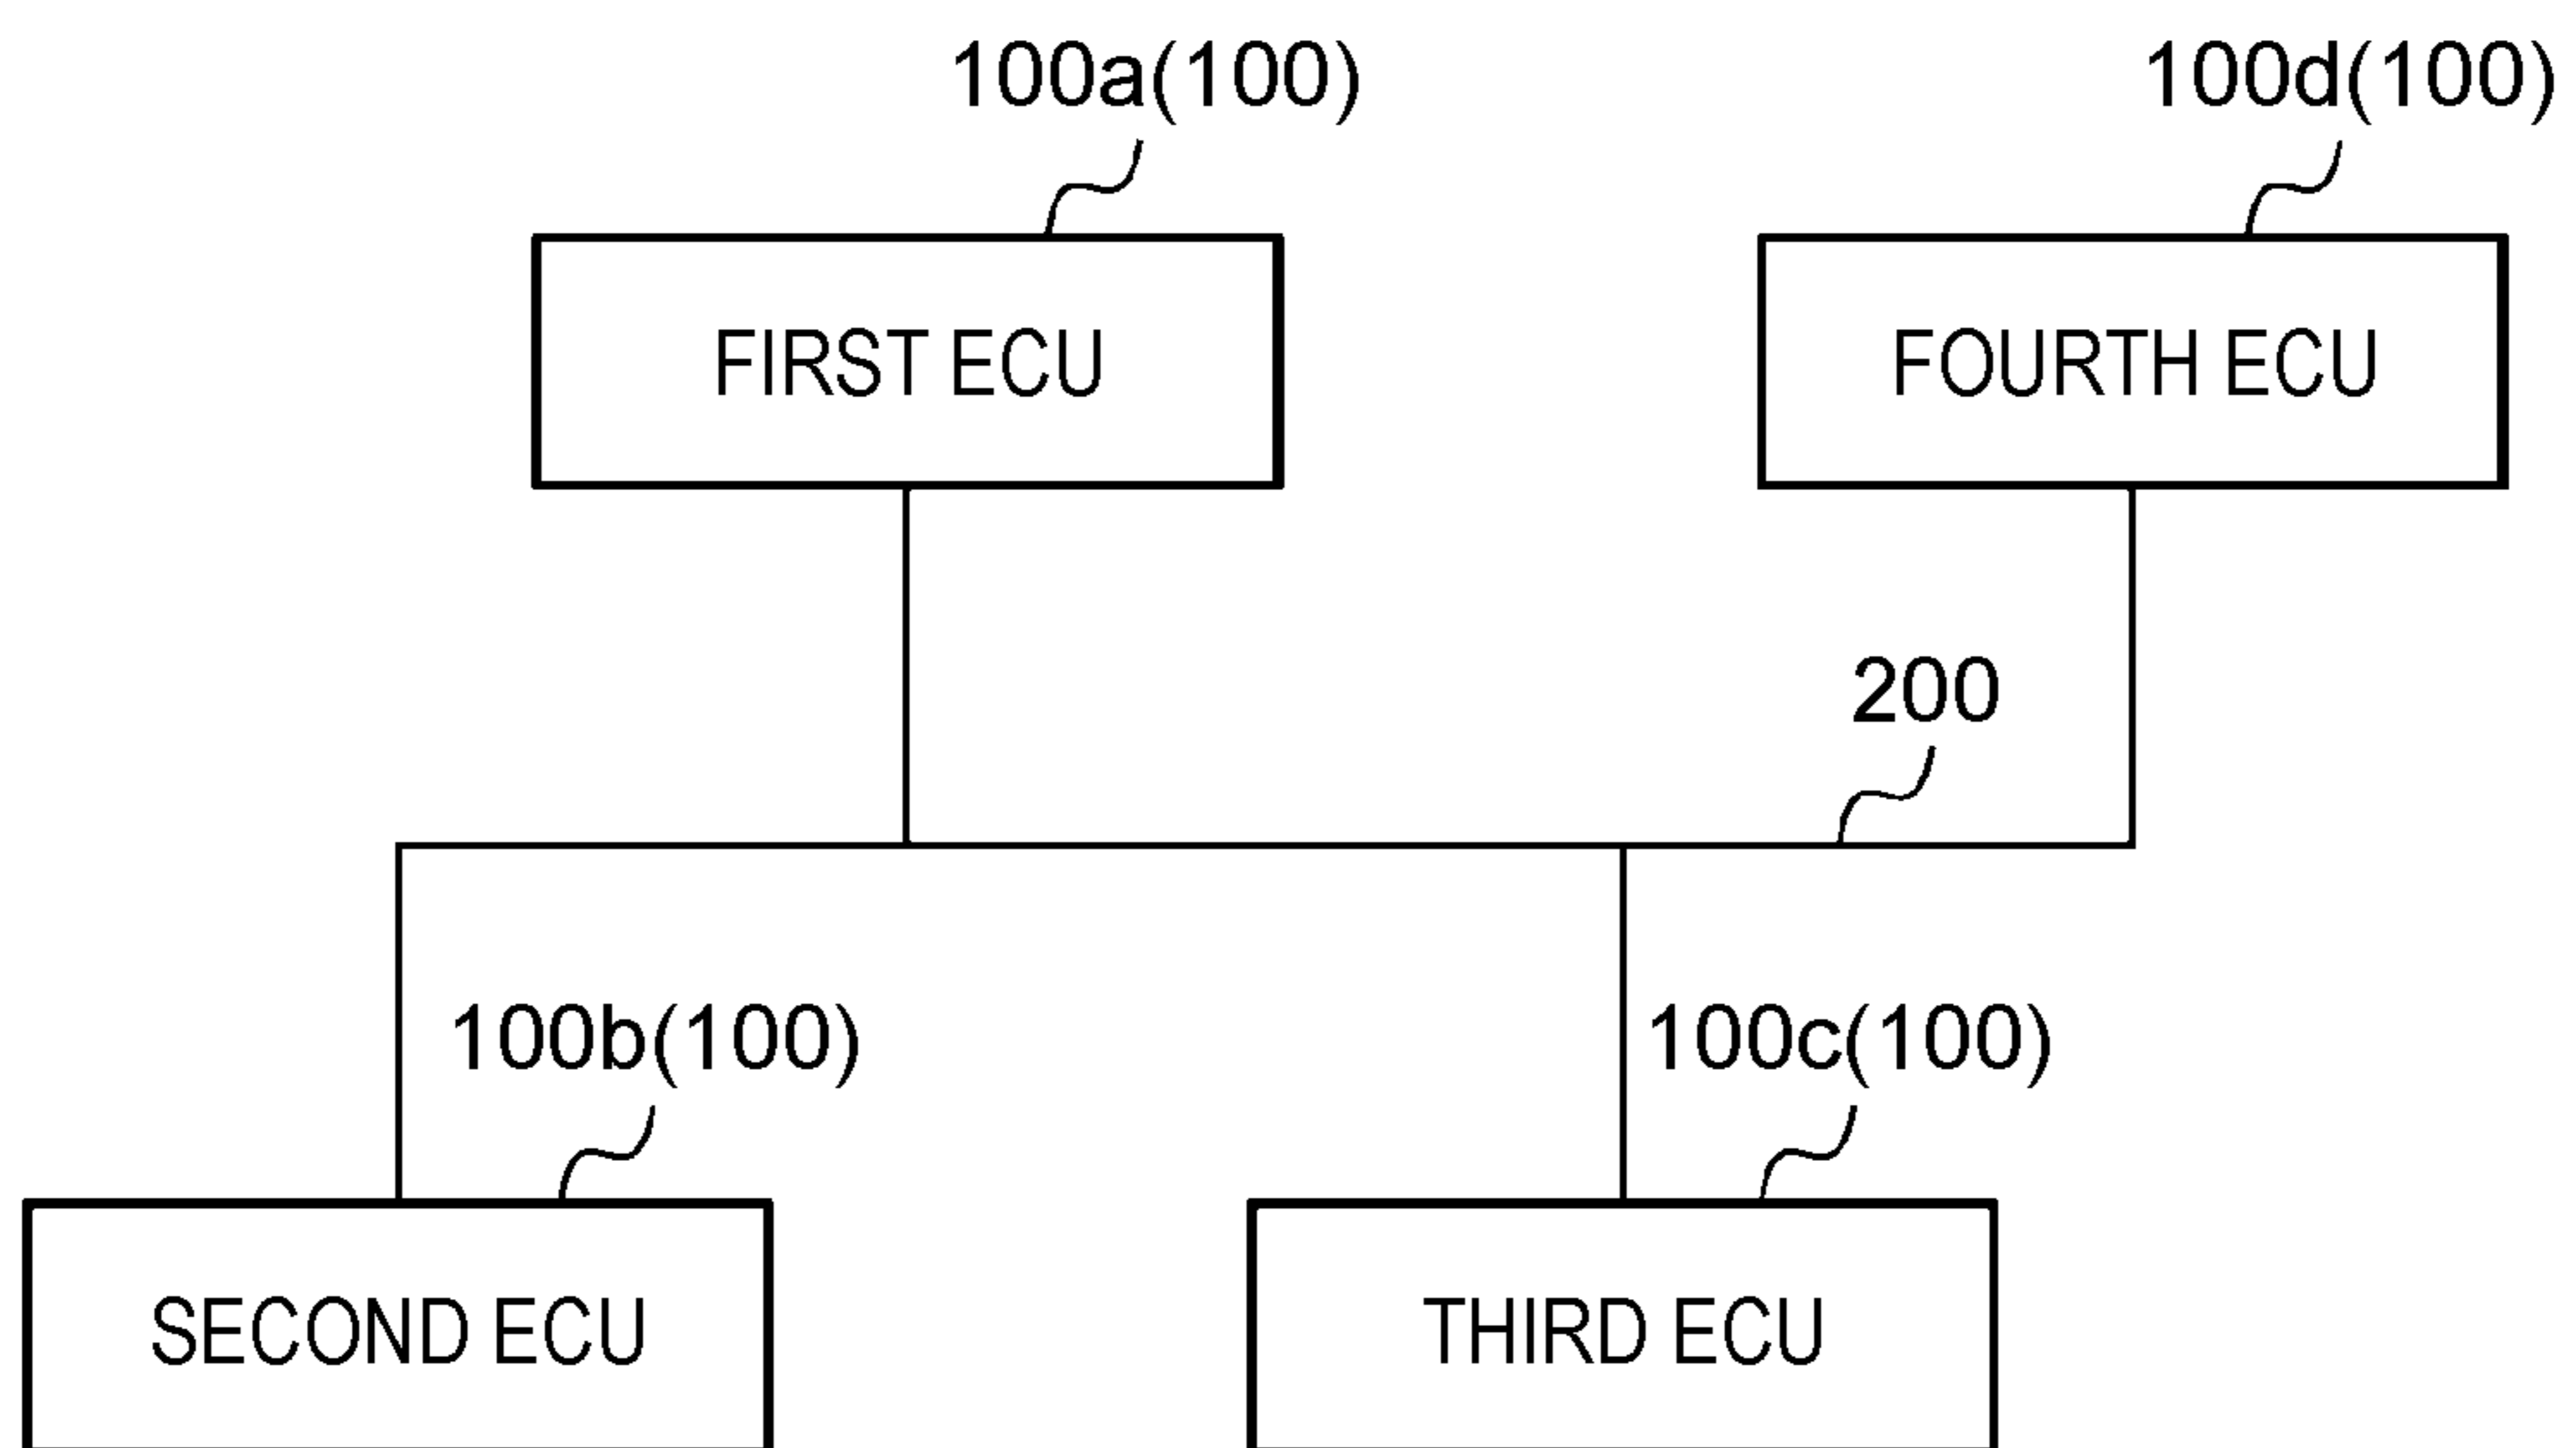 100a(100)
100d(100)
FIRST ECU
FOURTH ECU
200
100b(100)
100c(100)
SECOND ECU
THIRD ECU